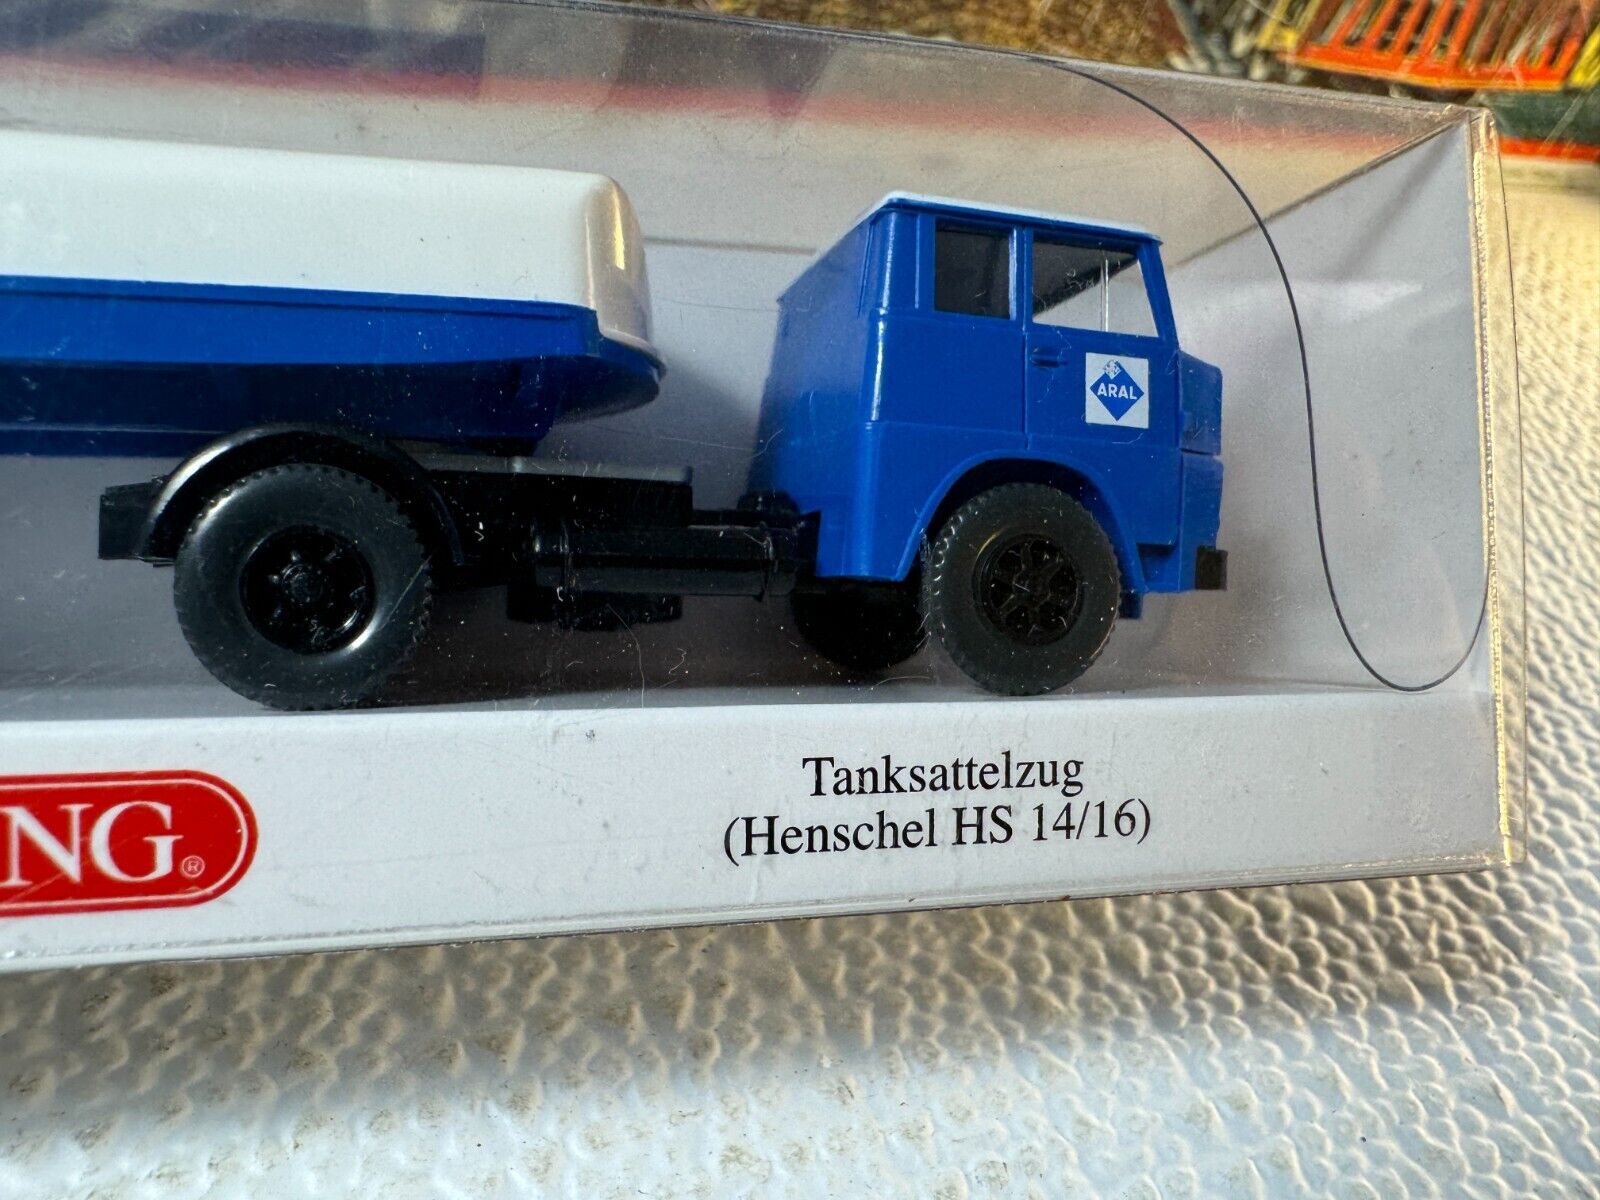 ARAL
Tanksattelzug
(Henschel HS 14/16)
NG®